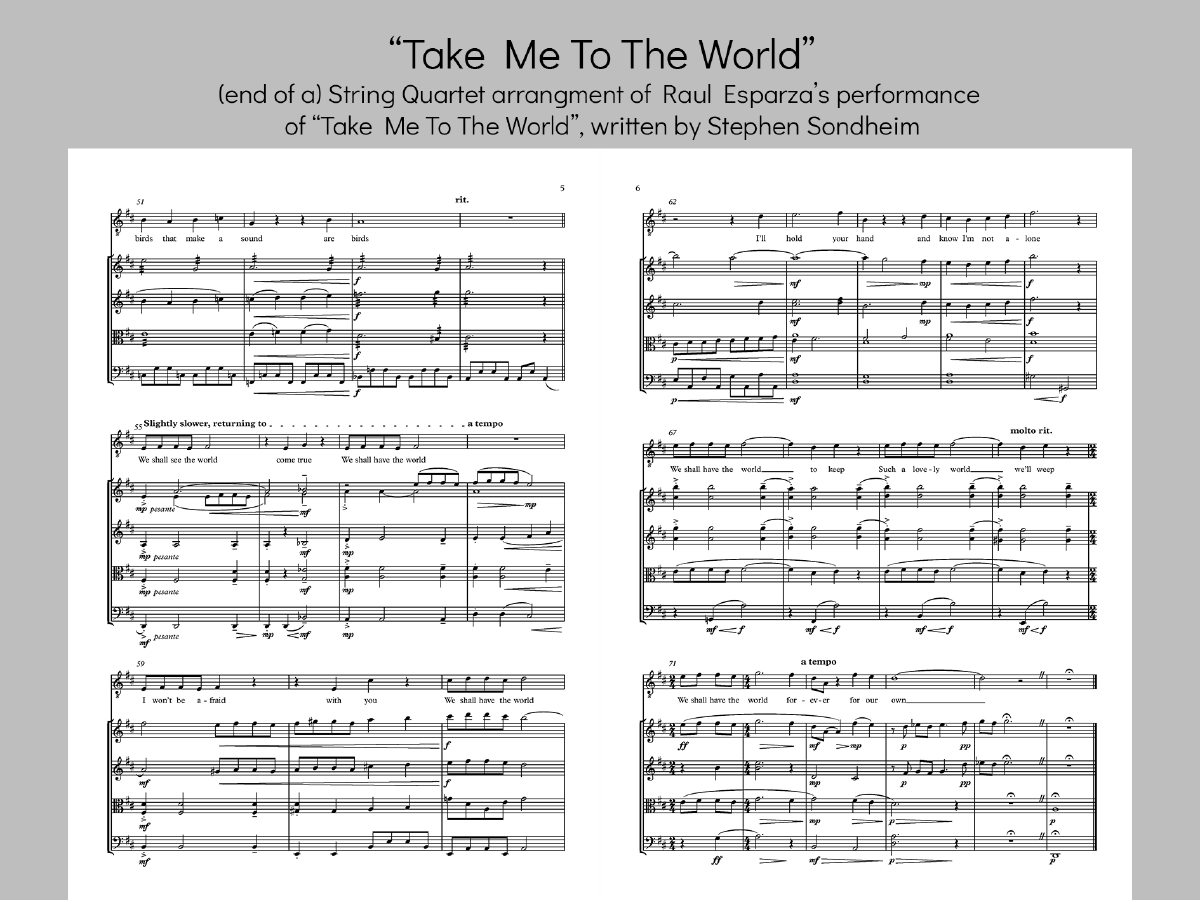 “Take Me To The World”
(end of a) String Quartet arrangment of Raul Esparza's performance
of “Take Me To The World”, written by Stephen Sondheim
5
51
rit.
birds that make a sound are birds
f
f
f
f
55 Slightly slower, returning to . . . . . . . . . . . . . . . . . . . . a tempo
We shall see the world come true We shall have the world
mp pesante mf mp
mp pesante mf mp
mp pesante mf mp
mf pesante mp mf mp
59
I won't be a - fraid with you We shall have the world
f
mf f
mf
mf
6
62
I'll hold your hand and know I'm not a - lone
mf mp f
mf mp f
p mf f
p mf f
67
molto rit.
We shall have the world to keep Such a love - ly world we'll weep
mf f mf f mf f mf f
71
a tempo
We shall have the world for - ev - er for our own
ff mf mp p pp
mp p pp
mp p p
ff mf p p